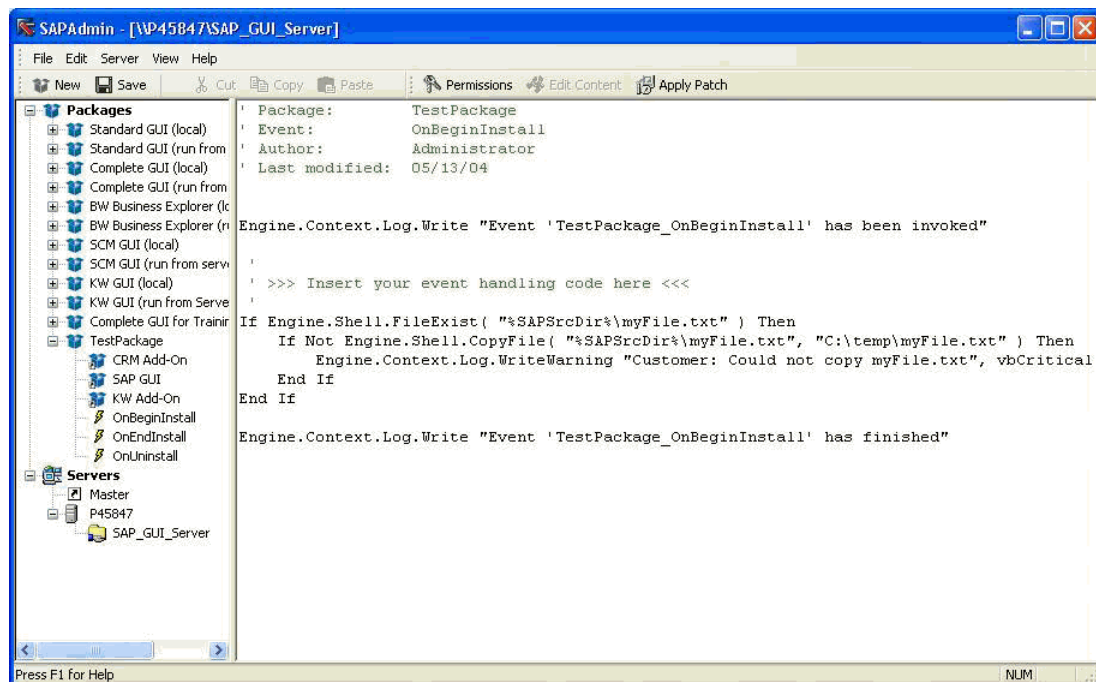 SAPAdmin - [\\P45847\SAP_GUI_Server]
File Edit Server View Help
New Save Cut Copy Paste Permissions Edit Content Apply Patch
Packages
Standard GUI (local)
Standard GUI (run from
Complete GUI (local)
Complete GUI (run from
BW Business Explorer (lc
BW Business Explorer (ru
SCM GUI (local)
SCM GUI (run from serve
KW GUI (local)
KW GUI (run from Serve
Complete GUI for Trainin
TestPackage
CRM Add-On
SAP GUI
KW Add-On
OnBeginInstall
OnEndInstall
OnUninstall
Servers
Master
P45847
SAP_GUI_Server
' Package: TestPackage
' Event: OnBeginInstall
' Author: Administrator
' Last modified: 05/13/04
Engine.Context.Log.Write "Event 'TestPackage_OnBeginInstall' has been invoked"
'
' >>> Insert your event handling code here <<<
'
If Engine.Shell.FileExist( "%SAPSrcDir%\myFile.txt" ) Then
If Not Engine.Shell.CopyFile( "%SAPSrcDir%\myFile.txt", "C:\temp\myFile.txt" ) Then
Engine.Context.Log.WriteWarning "Customer: Could not copy myFile.txt", vbCritical
End If
End If
Engine.Context.Log.Write "Event 'TestPackage_OnBeginInstall' has finished"
Press F1 for Help
NUM